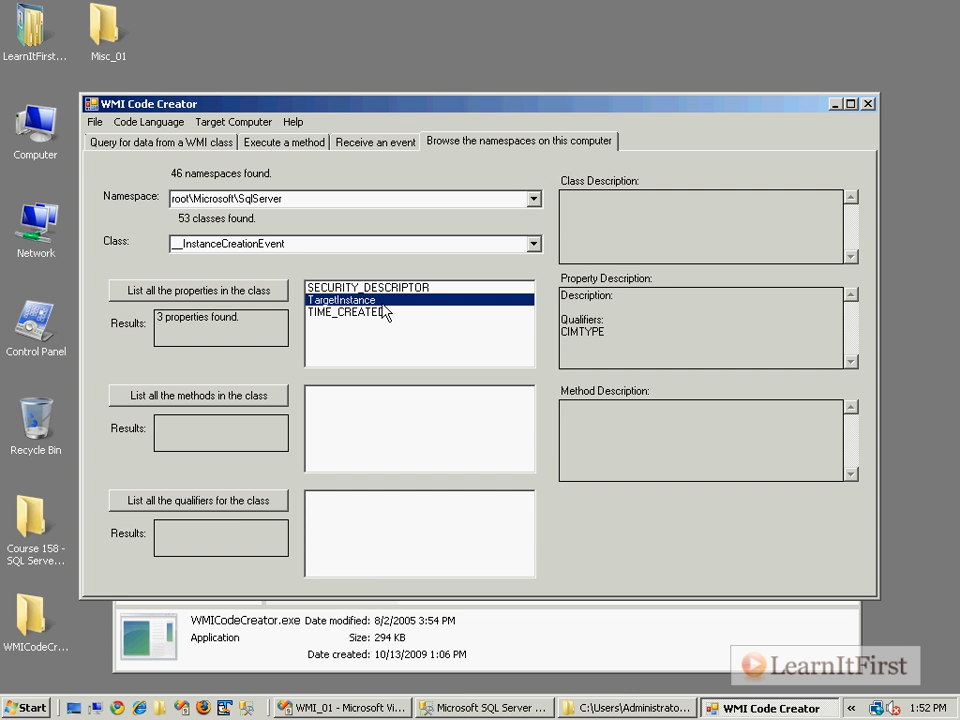 LearnItFirst...
Misc_01
Computer
Network
Control Panel
Recycle Bin
Course 158 -
SQL Serve...
WMICodeCr...
WMI Code Creator
File Code Language Target Computer Help
Query for data from a WMI class Execute a method Receive an event Browse the namespaces on this computer
46 namespaces found.
Namespace: root\Microsoft\SqlServer
53 classes found.
Class: __InstanceCreationEvent
List all the properties in the class
Results: 3 properties found.
SECURITY_DESCRIPTOR
TargetInstance
TIME_CREATED
List all the methods in the class
Results:
List all the qualifiers for the class
Results:
Class Description:
Property Description:
Description:
Qualifiers:
CIMTYPE
Method Description:
WMICodeCreator.exe Date modified: 8/2/2005 3:54 PM
Application Size: 294 KB
Date created: 10/13/2009 1:06 PM
LearnItFirst
Start WMI_01 - Microsoft Vi... Microsoft SQL Server ... C:\Users\Administrato... WMI Code Creator « 1:52 PM